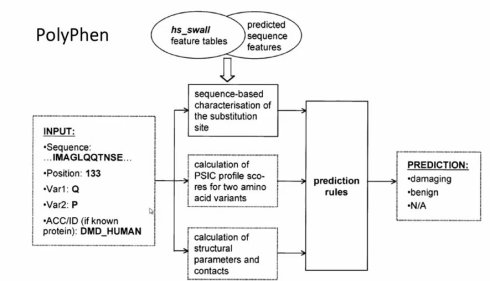 PolyPhen
hs_swall
feature tables
predicted
sequence
features
sequence-based
characterisation of
the substitution
site
INPUT:
•Sequence:
...IMAGLQQTNSE...
•Position: 133
•Var1: Q
•Var2: P
•ACC/ID (if known
protein): DMD_HUMAN
calculation of
PSIC profile sco-
res for two amino
acid variants
calculation of
structural
parameters and
contacts
prediction
rules
PREDICTION:
•damaging
•benign
•N/A